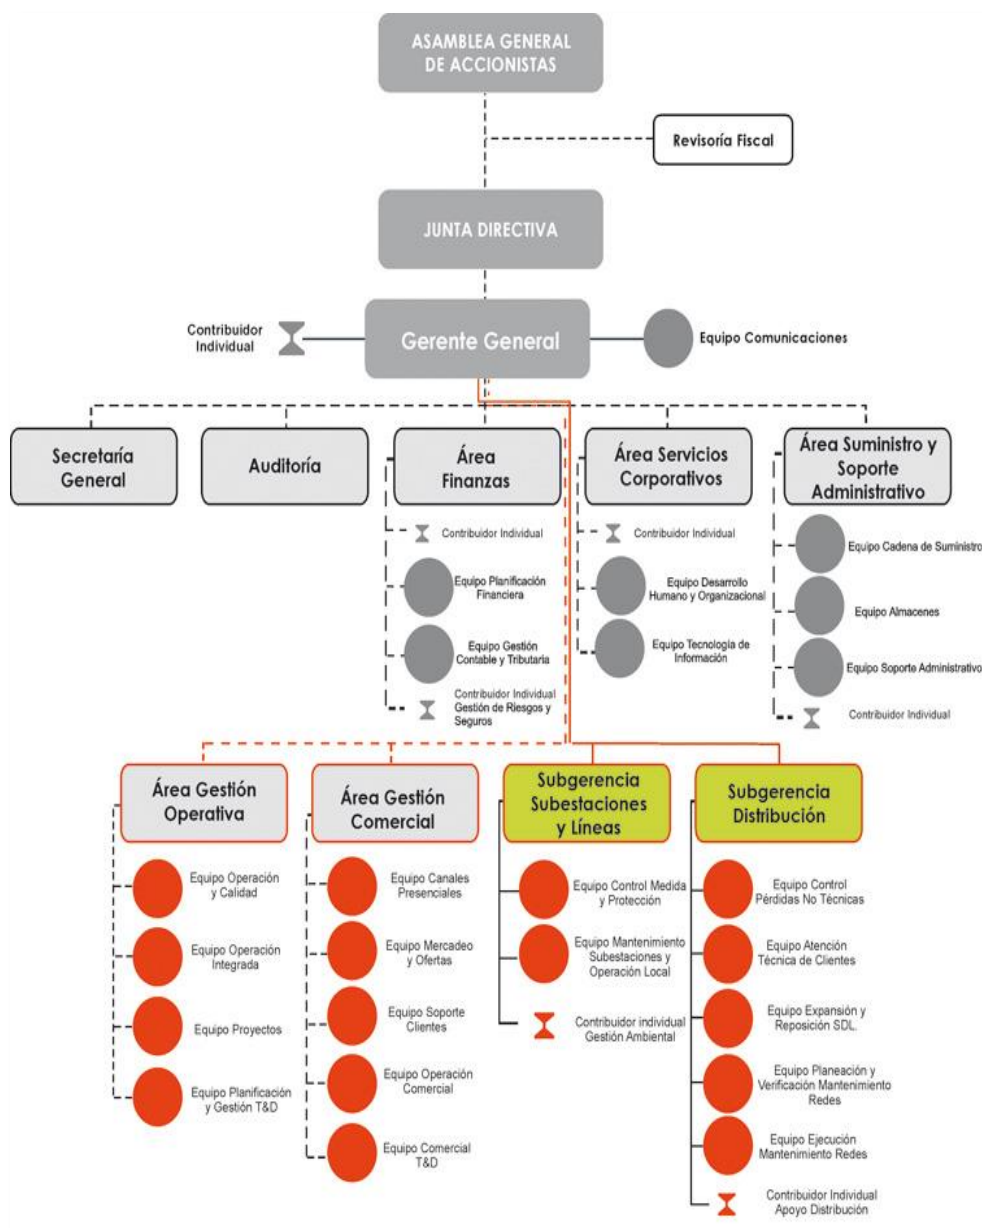 ASAMBLEA GENERAL
DE ACCIONISTAS
Revisoría Fiscal
JUNTA DIRECTIVA
Contribuidor
Individual
Gerente General
Equipo Comunicaciones
Secretaría
General
Auditoría
Área
Finanzas
Contribuidor Individual
Equipo Planificación
Financiera
Equipo Gestión
Contable y Tributaria
Contribuidor Individual
Gestión de Riesgos y
Seguros
Área Servicios
Corporativos
Contribuidor Individual
Equipo Desarrollo
Humano y Organizacional
Equipo Tecnología de
Información
Área Suministro y
Soporte
Administrativo
Equipo Cadena de Suministro
Equipo Almacenes
Equipo Soporte Administrativo
Contribuidor Individual
Área Gestión
Operativa
Equipo Operación
y Calidad
Equipo Operación
Integrada
Equipo Proyectos
Equipo Planificación
y Gestión T&D
Área Gestión
Comercial
Equipo Canales
Presenciales
Equipo Mercadeo
y Ofertas
Equipo Soporte
Clientes
Equipo Operación
Comercial
Equipo Comercial
T&D
Subgerencia
Subestaciones
y Líneas
Equipo Control Medida
y Protección
Equipo Mantenimiento
Subestaciones y
Operación Local
Contribuidor individual
Gestión Ambiental
Subgerencia
Distribución
Equipo Control
Pérdidas No Técnicas
Equipo Atención
Técnica de Clientes
Equipo Expansión y
Reposición SDL.
Equipo Planeación y
Verificación Mantenimiento
Redes
Equipo Ejecución
Mantenimiento Redes
Contribuidor Individual
Apoyo Distribución